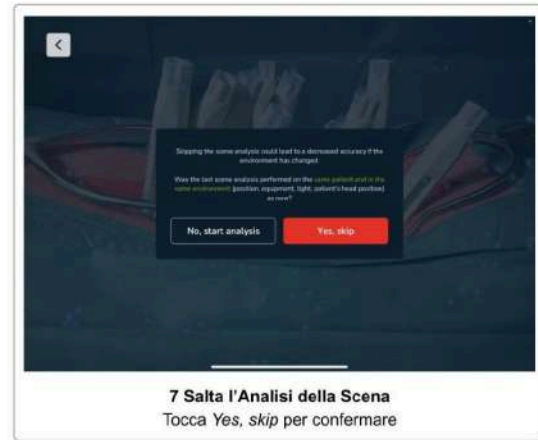 Skipping the scene analysis could lead to a decreased accuracy if the
environment has changed
Was the last scene analysis performed on the same patient and in the
same environment (position, equipment, light, patient's head position)
as now?
No, start analysis
Yes, skip
7 Salta l'Analisi della Scena
Tocca Yes, skip per confermare